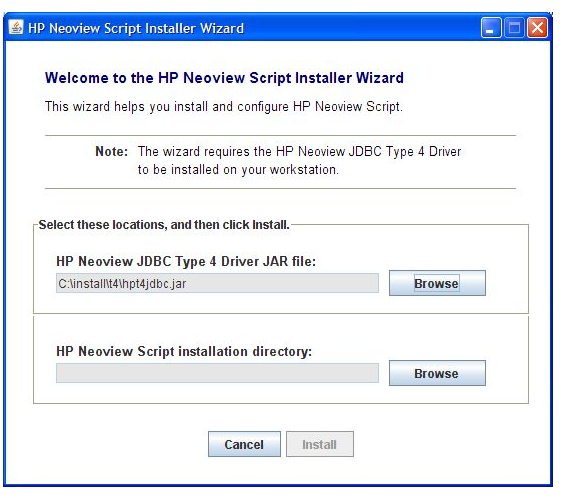 HP Neoview Script Installer Wizard
Welcome to the HP Neoview Script Installer Wizard
This wizard helps you install and configure HP Neoview Script.
Note: The wizard requires the HP Neoview JDBC Type 4 Driver
to be installed on your workstation.
Select these locations, and then click Install.
HP Neoview JDBC Type 4 Driver JAR file:
C:\install\t4\hpt4jdbc.jar Browse
HP Neoview Script installation directory:
Browse
Cancel Install